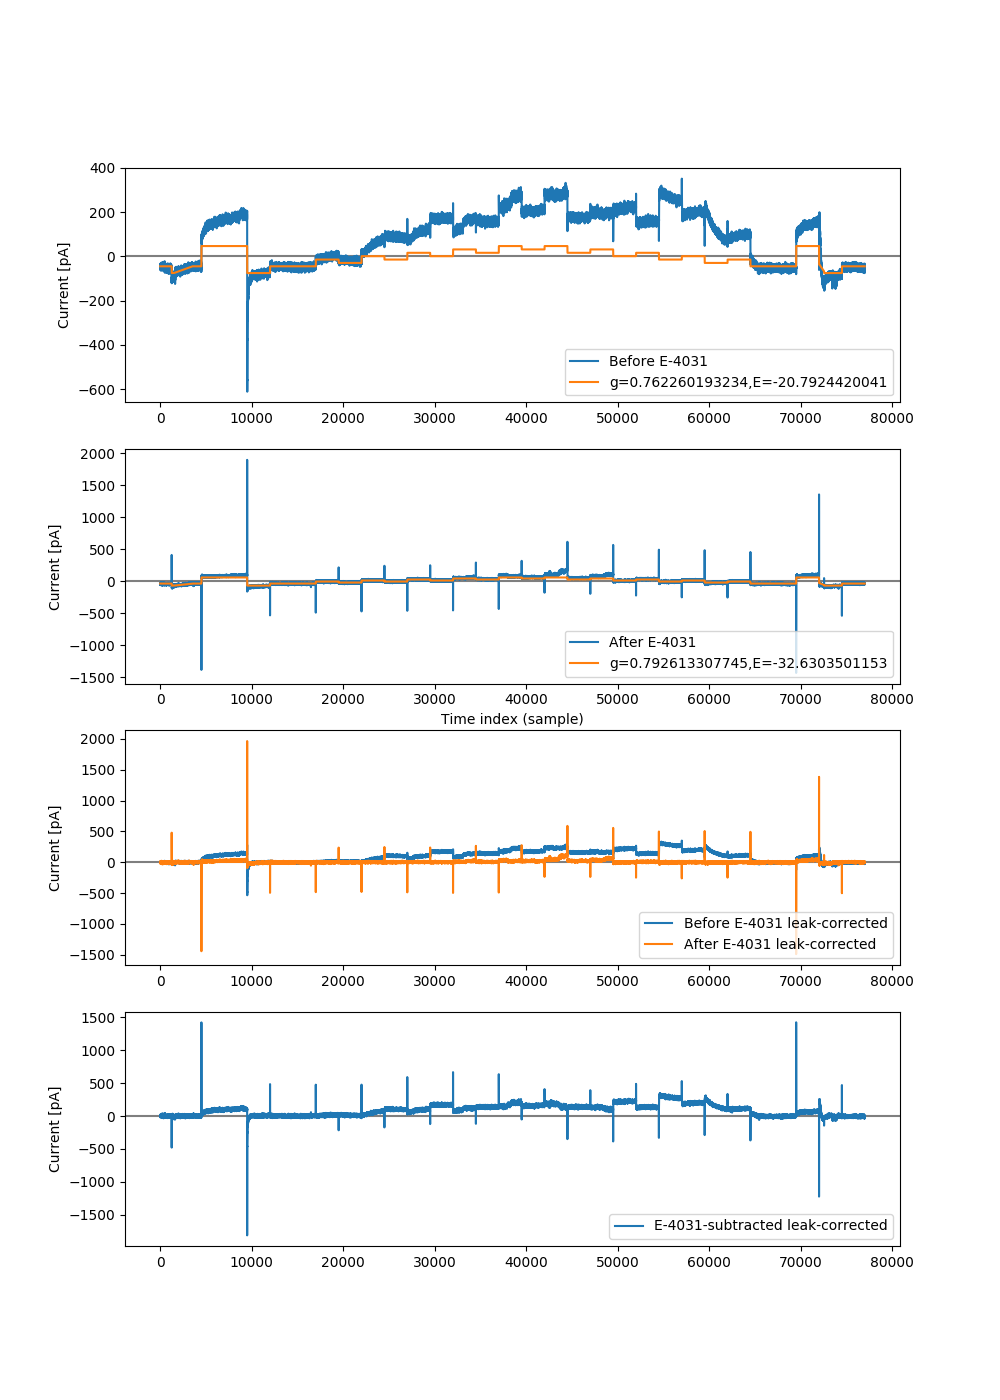 400
200
0
−200
−400
−600
Current [pA]
Before E-4031
g=0.762260193234,E=-20.7924420041
0 10000 20000 30000 40000 50000 60000 70000 80000
2000
1500
1000
500
0
−500
−1000
−1500
Current [pA]
After E-4031
g=0.792613307745,E=-32.6303501153
0 10000 20000 30000 40000 50000 60000 70000 80000
Time index (sample)
2000
1500
1000
500
0
−500
−1000
−1500
Current [pA]
Before E-4031 leak-corrected
After E-4031 leak-corrected
0 10000 20000 30000 40000 50000 60000 70000 80000
1500
1000
500
0
−500
−1000
−1500
Current [pA]
E-4031-subtracted leak-corrected
0 10000 20000 30000 40000 50000 60000 70000 80000